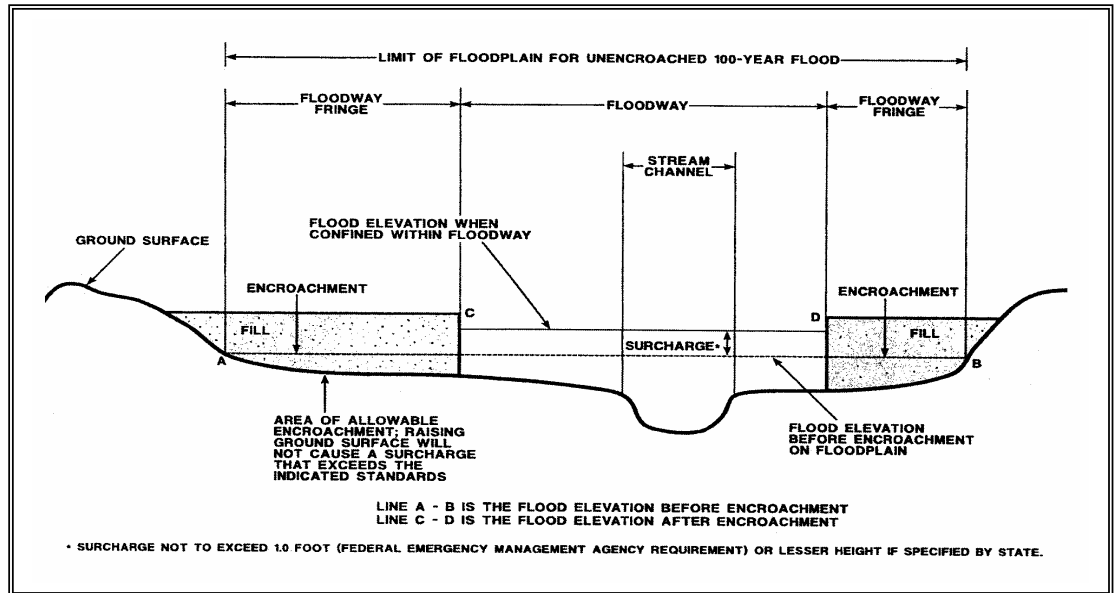 LIMIT OF FLOODPLAIN FOR UNENCROACHED 100-YEAR FLOOD
FLOODWAY
FRINGE
FLOODWAY
FLOODWAY
FRINGE
STREAM
CHANNEL
FLOOD ELEVATION WHEN
CONFINED WITHIN FLOODWAY
GROUND SURFACE
ENCROACHMENT
ENCROACHMENT
C
D
FILL
FILL
SURCHARGE*
A
B
AREA OF ALLOWABLE
ENCROACHMENT; RAISING
GROUND SURFACE WILL
NOT CAUSE A SURCHARGE
THAT EXCEEDS THE
INDICATED STANDARDS
FLOOD ELEVATION
BEFORE ENCROACHMENT
ON FLOODPLAIN
LINE A - B IS THE FLOOD ELEVATION BEFORE ENCROACHMENT
LINE C - D IS THE FLOOD ELEVATION AFTER ENCROACHMENT
* SURCHARGE NOT TO EXCEED 1.0 FOOT (FEDERAL EMERGENCY MANAGEMENT AGENCY REQUIREMENT) OR LESSER HEIGHT IF SPECIFIED BY STATE.